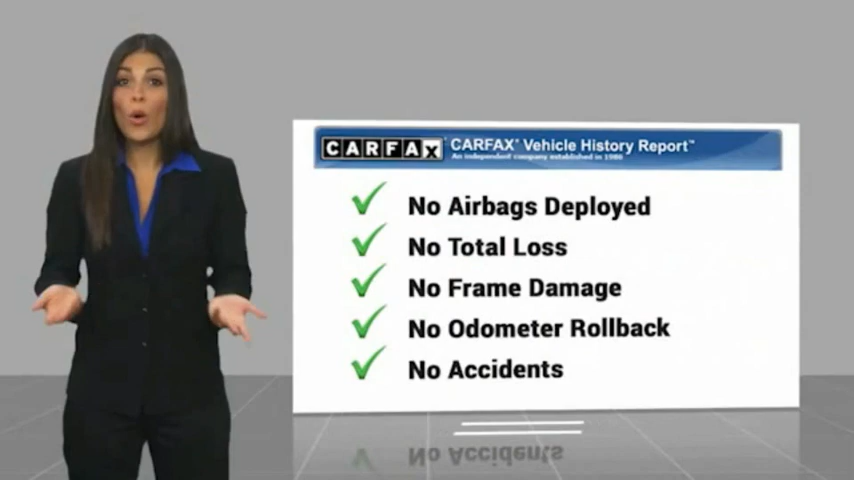 CARFAX CARFAX® Vehicle History Report™
An independent company established in 1986
No Airbags Deployed
No Total Loss
No Frame Damage
No Odometer Rollback
No Accidents
No Accidents